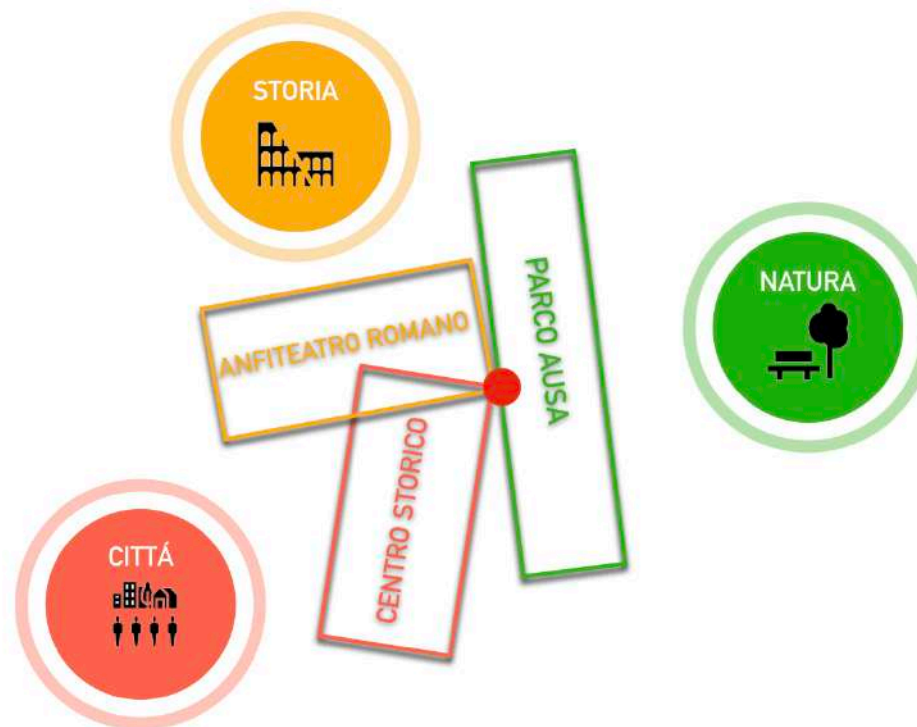 STORIA
PARCO AUSA
NATURA
ANFITEATRO ROMANO
CENTRO STORICO
CITTÁ